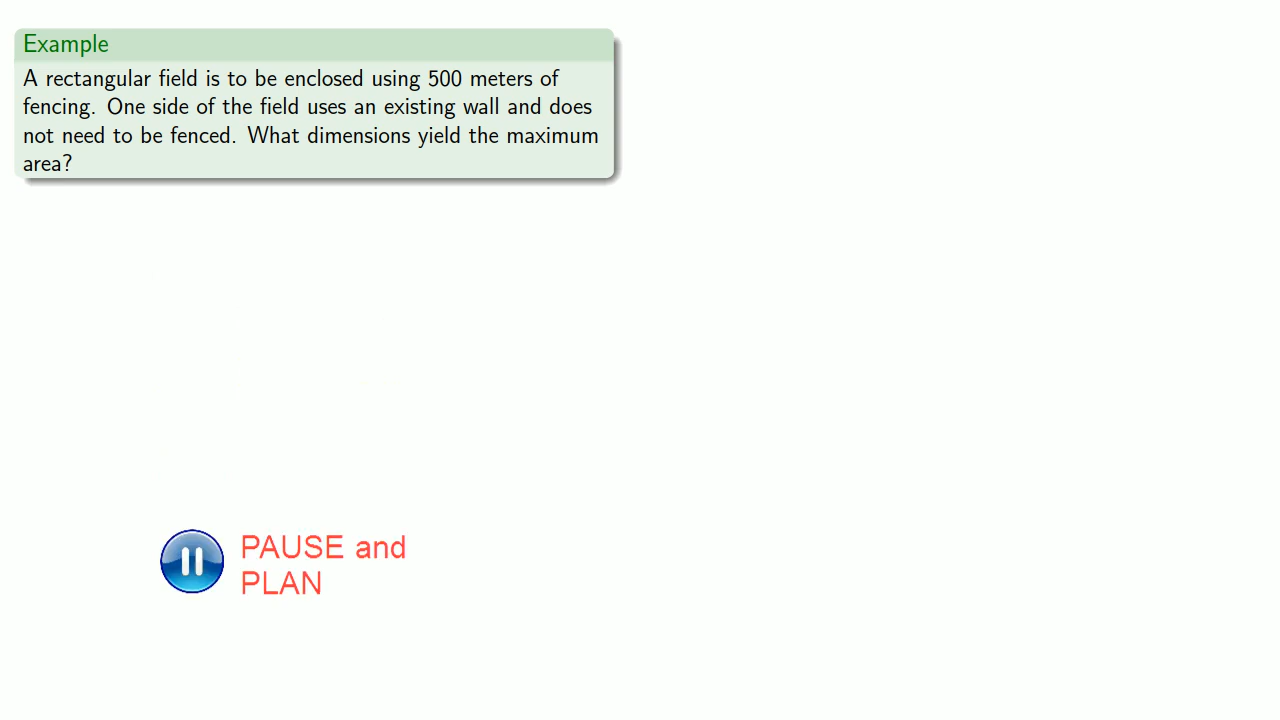 Example
A rectangular field is to be enclosed using 500 meters of
fencing. One side of the field uses an existing wall and does
not need to be fenced. What dimensions yield the maximum
area?
PAUSE and
PLAN